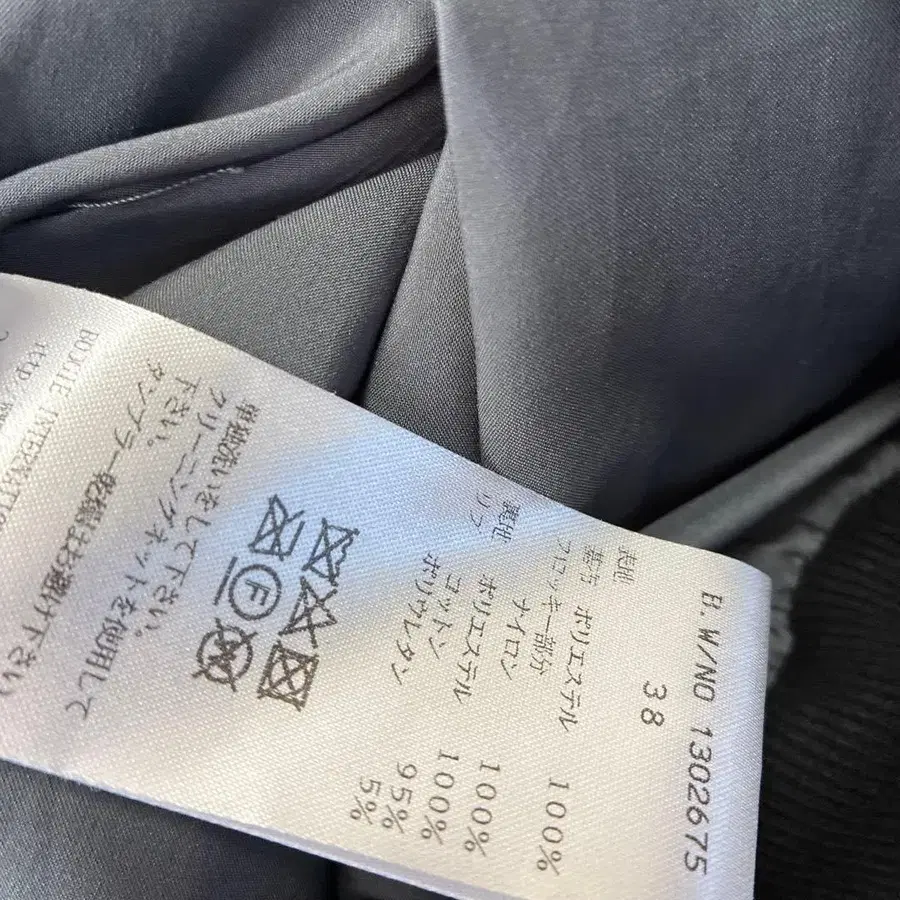 B.W/NO 1302675
38
表地
基布 ポリエステル 100%
フロッキー部分
ナイロン 100%
裏地 ポリエステル 100%
リブ コットン 95%
ポリウレタン 5%
F
単独洗いをして下さい。
クリーニングネットを使用して
下さい。
タンブラー乾燥はお避け下さい